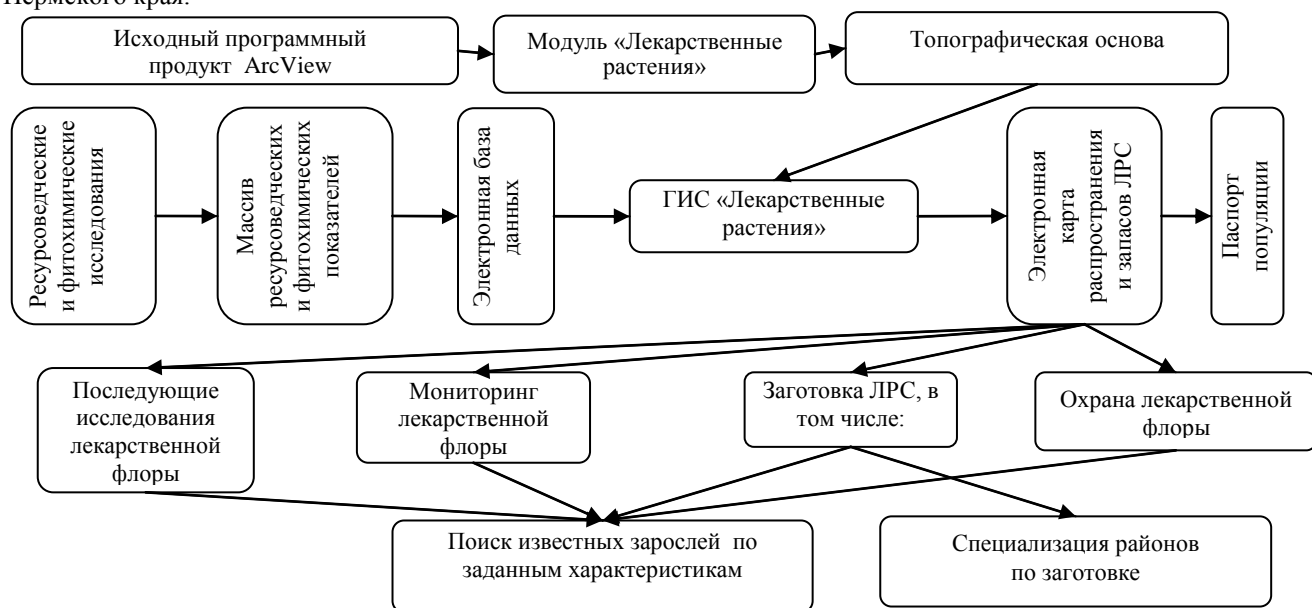 Пермского края.
Исходный программный
продукт ArcView
Модуль «Лекарственные
растения»
Топографическая основа
Ресурсоведческие
и фитохимические
исследования
Массив
ресурсоведческих
и фитохимических
показателей
Электронная база
данных
ГИС «Лекарственные
растения»
Электронная
карта
распространения
и запасов ЛРС
Паспорт
популяции
Последующие
исследования
лекарственной
флоры
Мониторинг
лекарственной
флоры
Заготовка ЛРС, в
том числе:
Охрана лекарственной
флоры
Поиск известных зарослей по
заданным характеристикам
Специализация районов
по заготовке